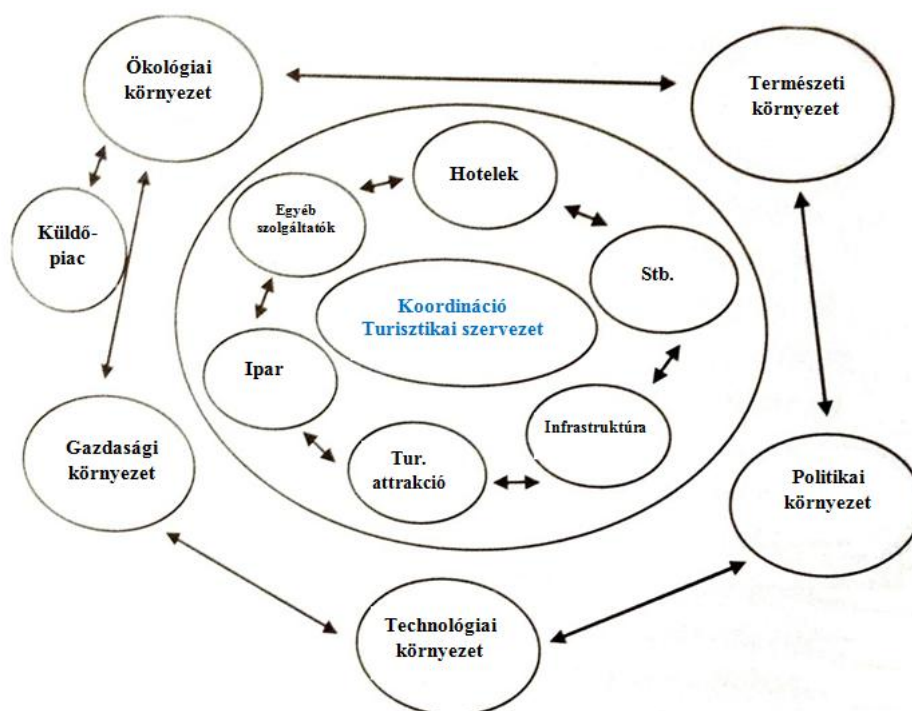 Ökológiai
környezet
Természeti
környezet
Hotelek
Egyéb
szolgáltatók
Küldő-
piac
Stb.
Koordináció
Turisztikai szervezet
Ipar
Infrastruktúra
Gazdasági
környezet
Tur.
attrakció
Politikai
környezet
Technológiai
környezet